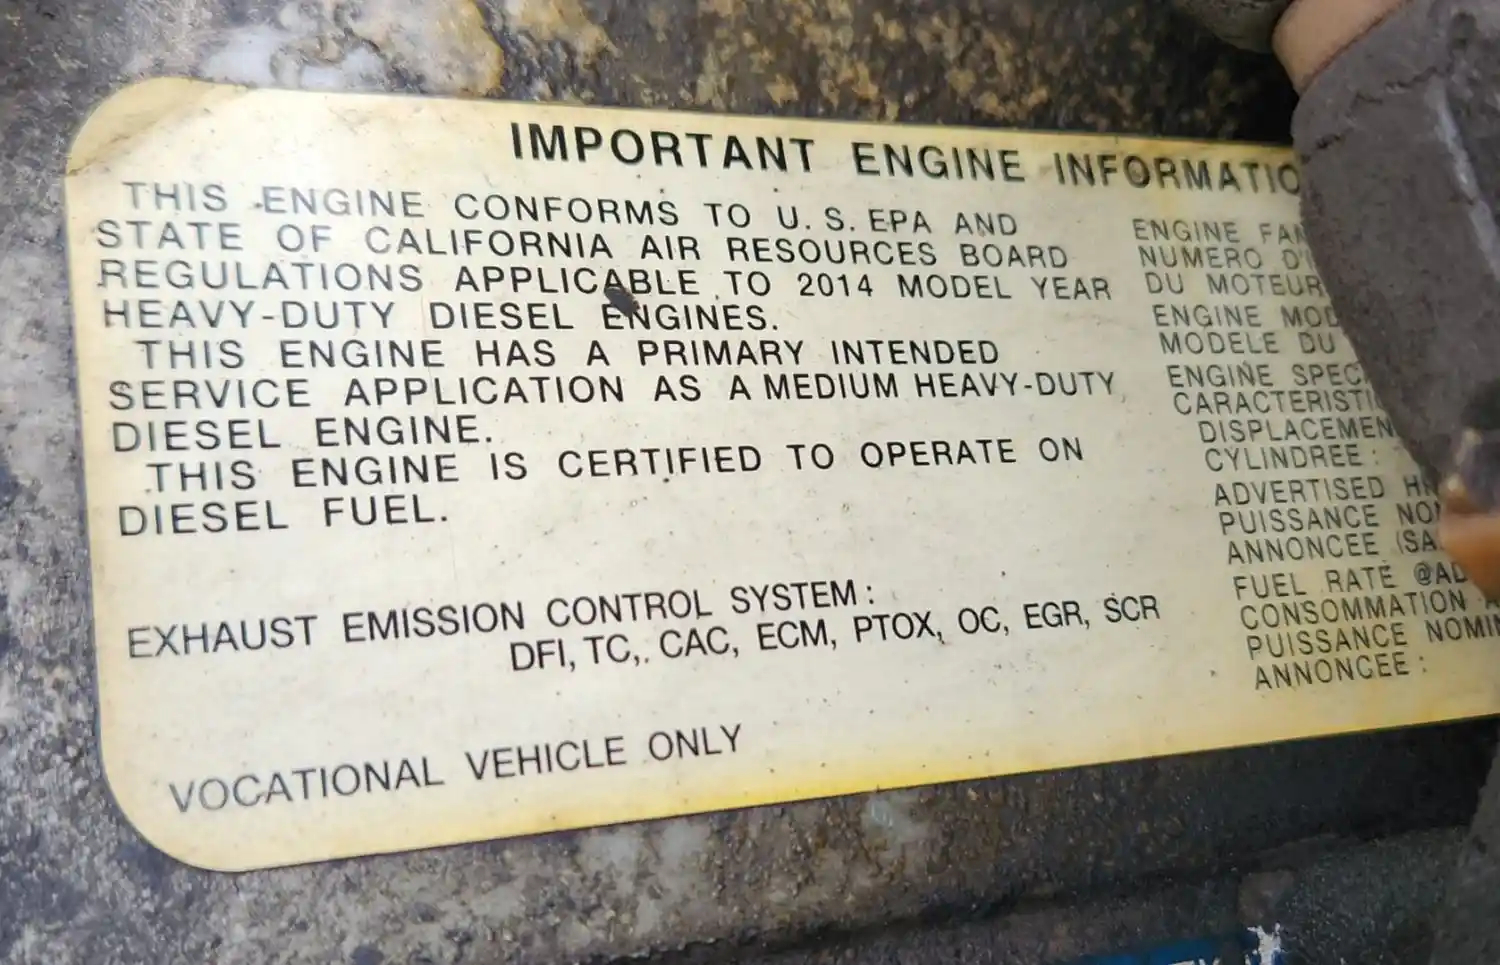 IMPORTANT ENGINE
THIS ENGINE CONFORMS TO U.S. EPA AND
STATE OF CALIFORNIA AIR RESOURCES BOARD
REGULATIONS APPLICABLE TO 2014 MODEL YEAR
HEAVY-DUTY DIESEL ENGINES.
THIS ENGINE HAS A PRIMARY INTENDED
SERVICE APPLICATION AS A MEDIUM HEAVY-DUTY
DIESEL ENGINE.
THIS ENGINE IS CERTIFIED TO OPERATE ON
DIESEL FUEL.
EXHAUST EMISSION CONTROL SYSTEM:
DFI, TC, CAC, ECM, PTOX, OC, EGR, SCR
VOCATIONAL VEHICLE ONLY
ENGINE
NUMERO
DU MOTEUR
ENGINE
MODELE DU
ENGINE
CYLINDREE:
ADVERTISED
PUISSANCE
ANNONCEE
FUEL RATE
CONSOMMATION
PUISSANCE
ANNONCEE: